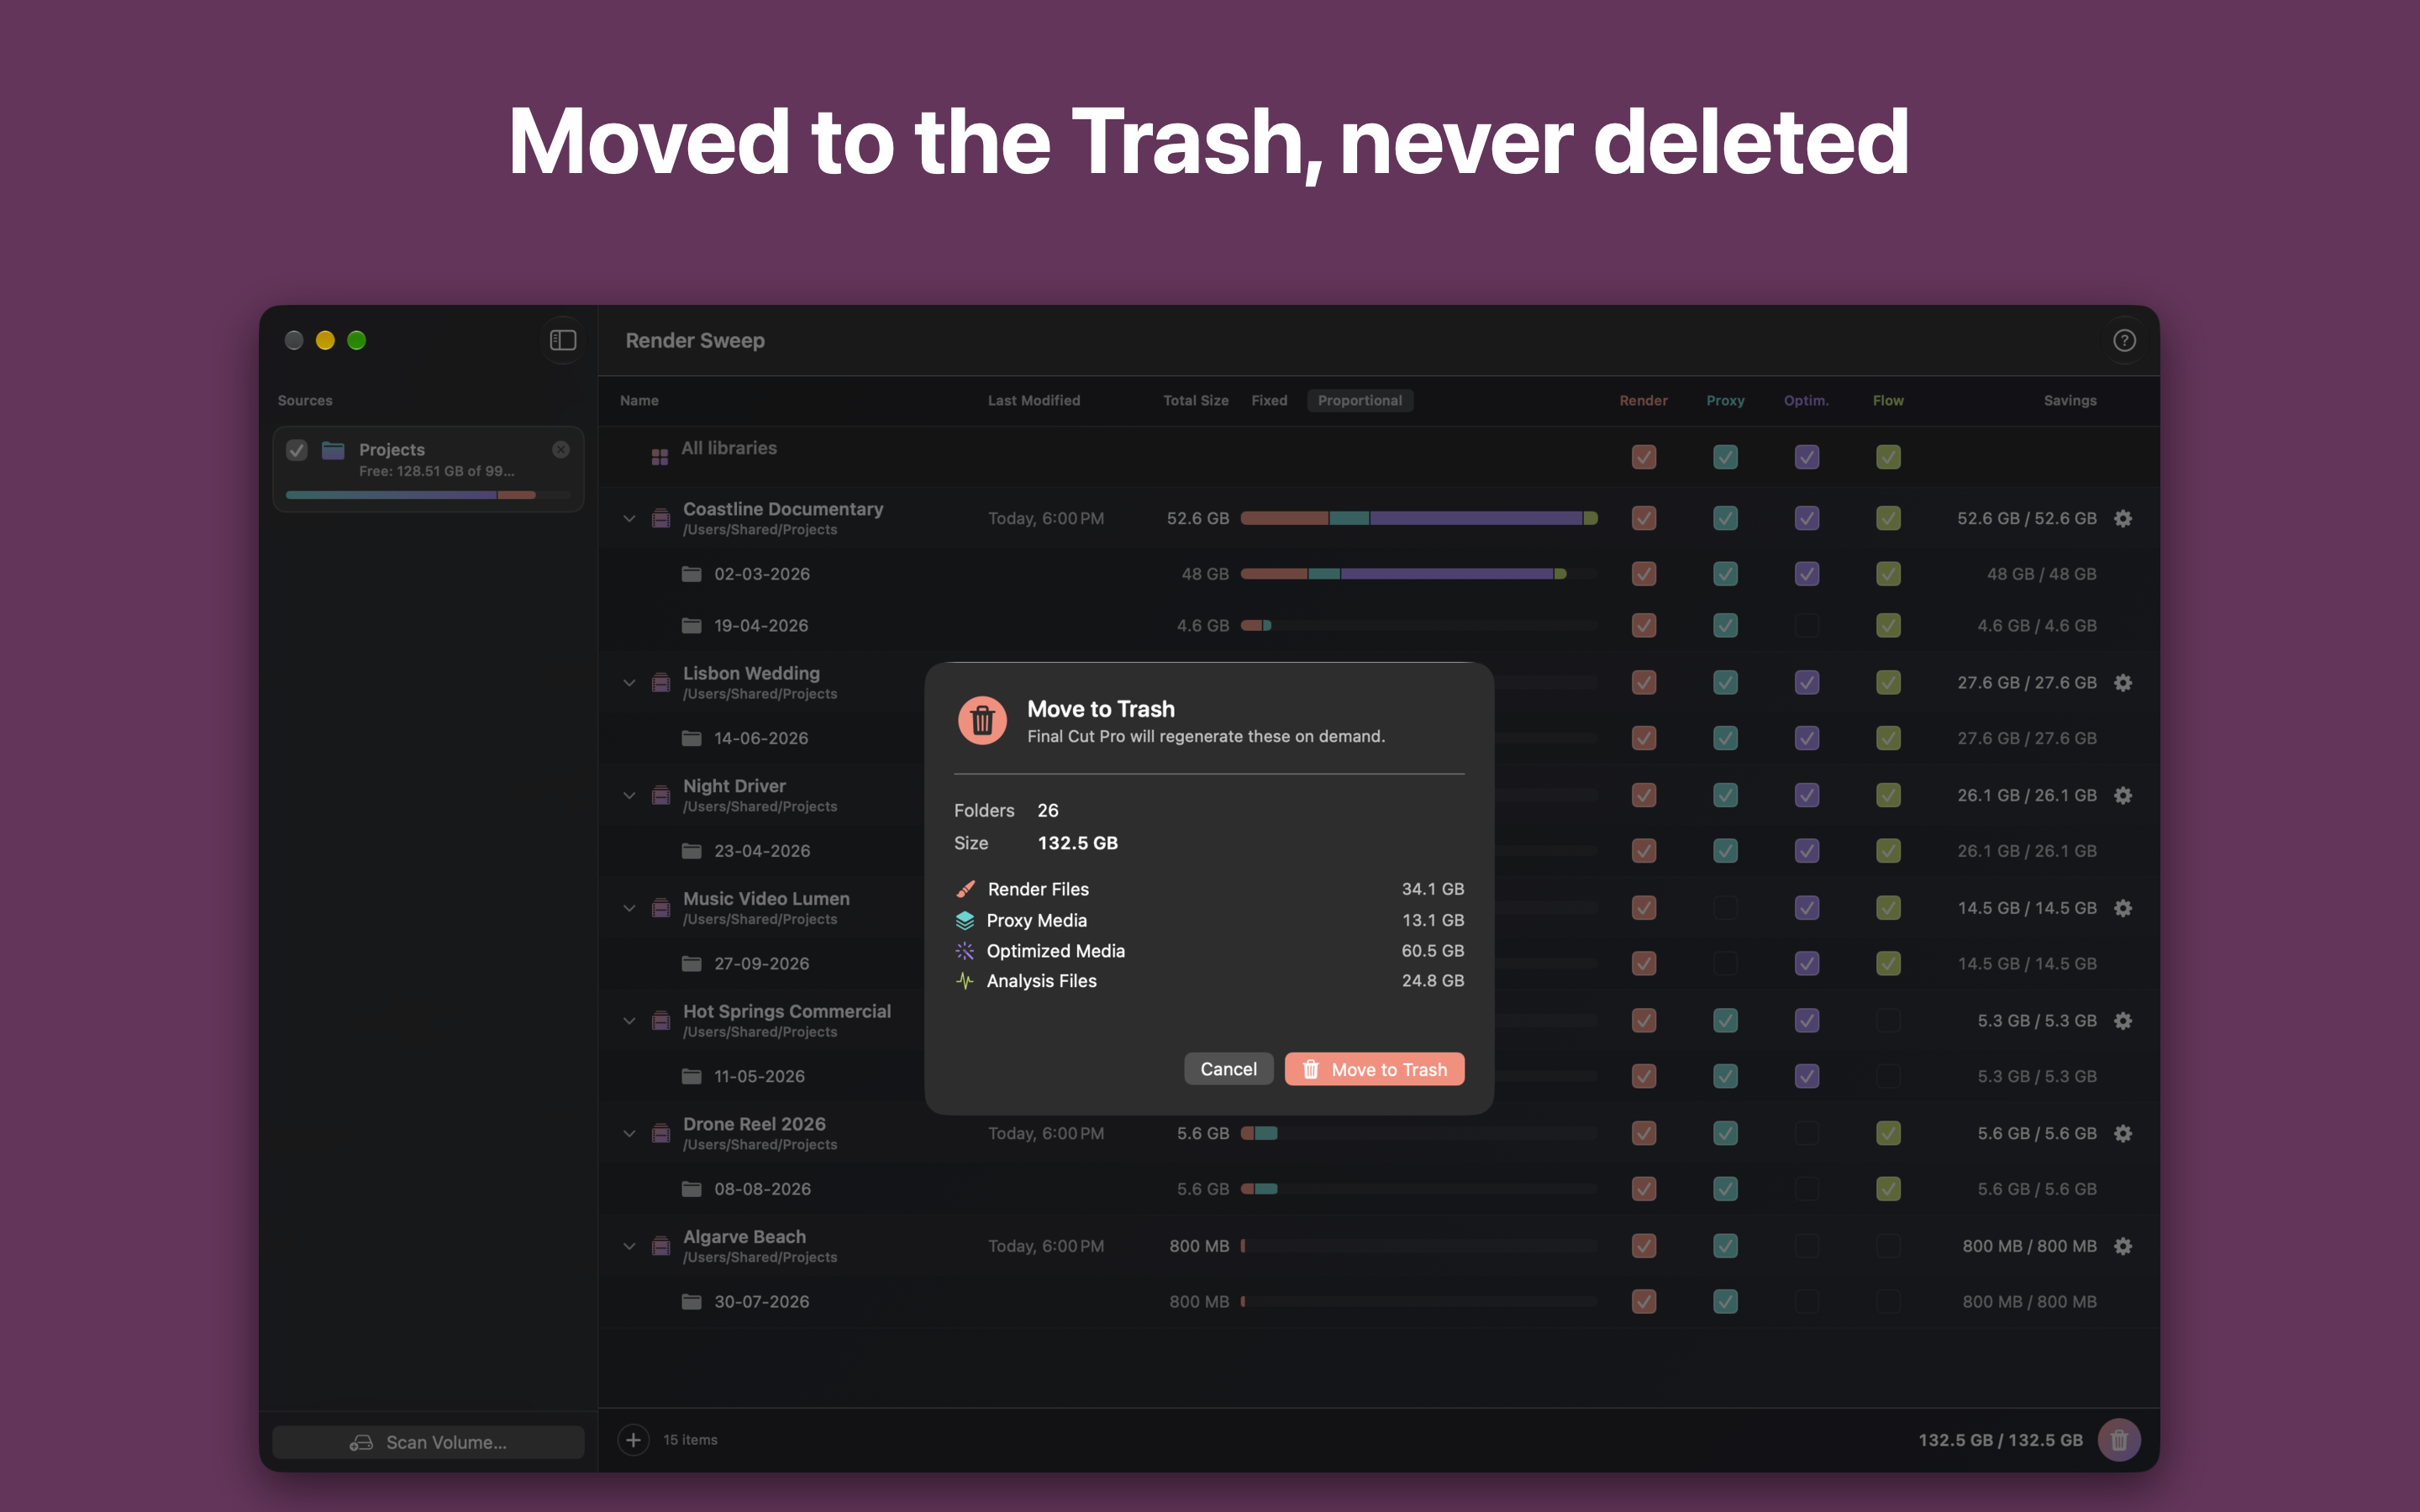 Moved to the Trash, never deleted
Render Sweep
Sources
Projects
Free: 128.51 GB of 99...
Scan Volume...
Name Last Modified Total Size Fixed Proportional Render Proxy Optim. Flow Savings
All libraries
Coastline Documentary
/Users/Shared/Projects
Today, 6:00 PM 52.6 GB 52.6 GB / 52.6 GB
02-03-2026 48 GB 48 GB / 48 GB
19-04-2026 4.6 GB 4.6 GB / 4.6 GB
Lisbon Wedding
/Users/Shared/Projects
27.6 GB / 27.6 GB
14-06-2026 27.6 GB / 27.6 GB
Night Driver
/Users/Shared/Projects
26.1 GB / 26.1 GB
23-04-2026 26.1 GB / 26.1 GB
Music Video Lumen
/Users/Shared/Projects
14.5 GB / 14.5 GB
27-09-2026 14.5 GB / 14.5 GB
Hot Springs Commercial
/Users/Shared/Projects
5.3 GB / 5.3 GB
11-05-2026 5.3 GB / 5.3 GB
Drone Reel 2026
/Users/Shared/Projects
Today, 6:00 PM 5.6 GB 5.6 GB / 5.6 GB
08-08-2026 5.6 GB 5.6 GB / 5.6 GB
Algarve Beach
/Users/Shared/Projects
Today, 6:00 PM 800 MB 800 MB / 800 MB
30-07-2026 800 MB 800 MB / 800 MB
15 items 132.5 GB / 132.5 GB
Move to Trash
Final Cut Pro will regenerate these on demand.
Folders 26
Size 132.5 GB
Render Files 34.1 GB
Proxy Media 13.1 GB
Optimized Media 60.5 GB
Analysis Files 24.8 GB
Cancel Move to Trash